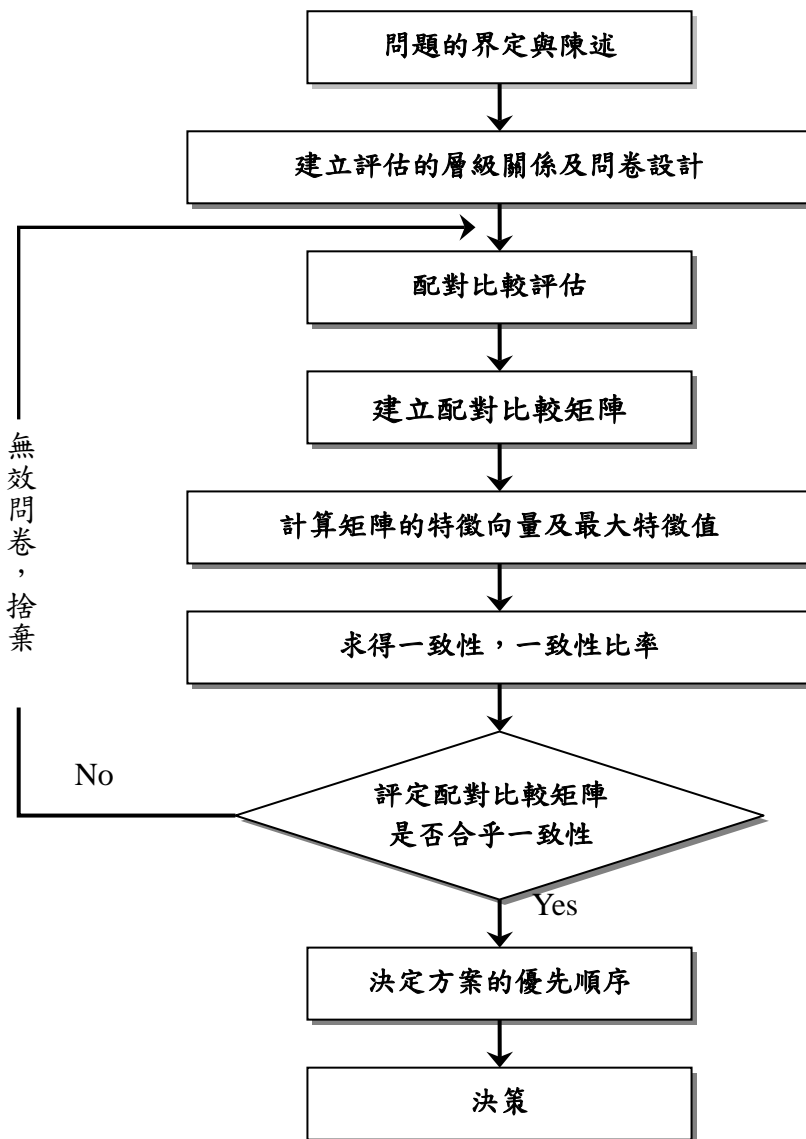 問題的界定與陳述
建立評估的層級關係及問卷設計
配對比較評估
建立配對比較矩陣
計算矩陣的特徵向量及最大特徵值
求得一致性，一致性比率
評定配對比較矩陣
是否合乎一致性
No
無效問卷，捨棄
Yes
決定方案的優先順序
決策